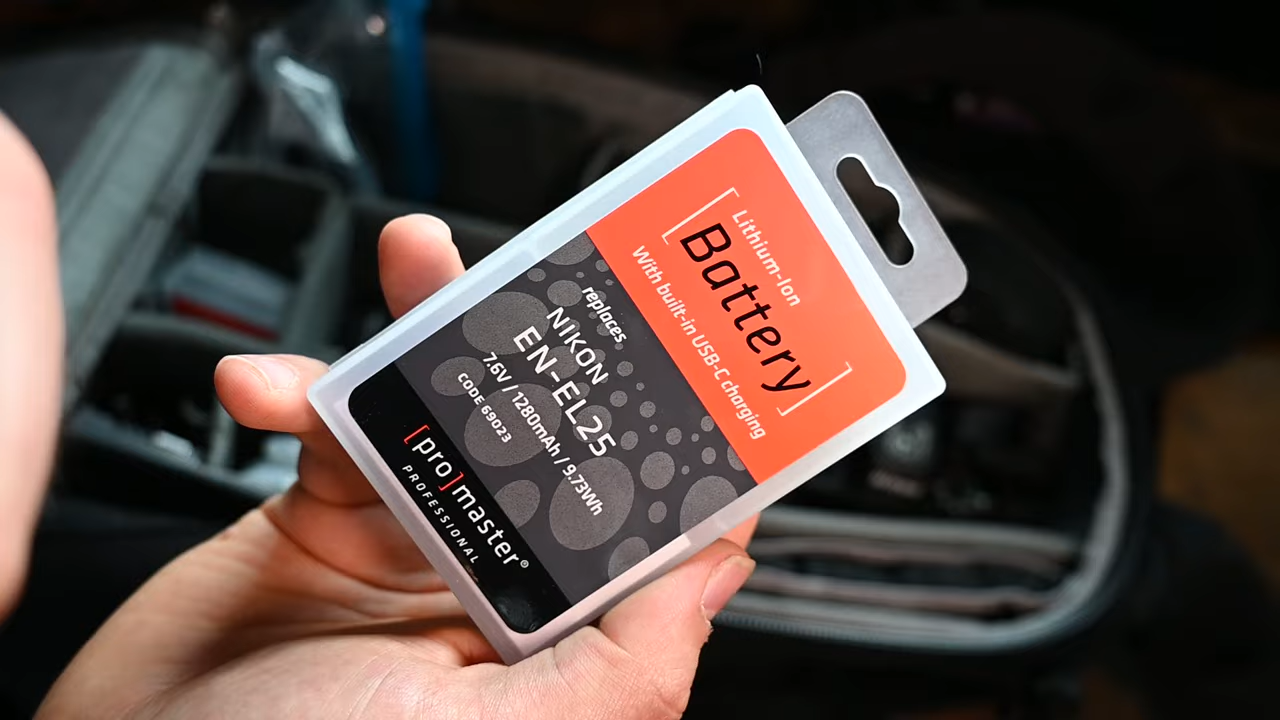 Lithium-Ion
[Battery]
With built-in USB-C charging
replaces
NIKON
EN-EL25
7.6V / 1280mAh / 9.73Wh
CODE 69023
[pro]master®
PROFESSIONAL